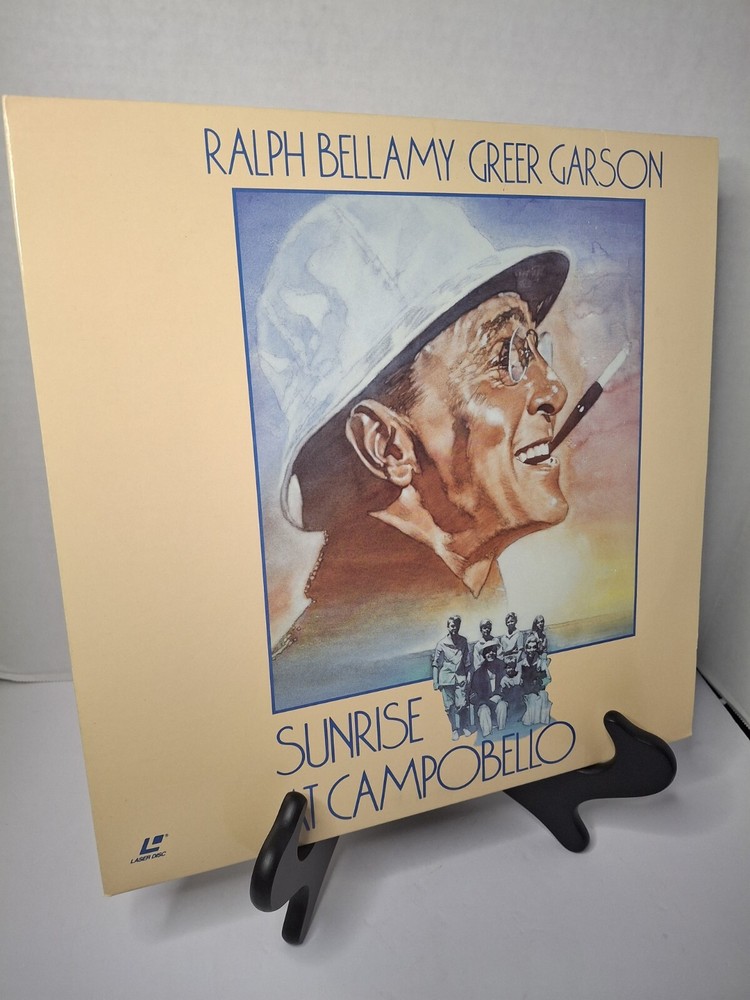 RALPH BELLAMY GREER GARSON
SUNRISE
AT CAMPOBELLO
LASER DISC